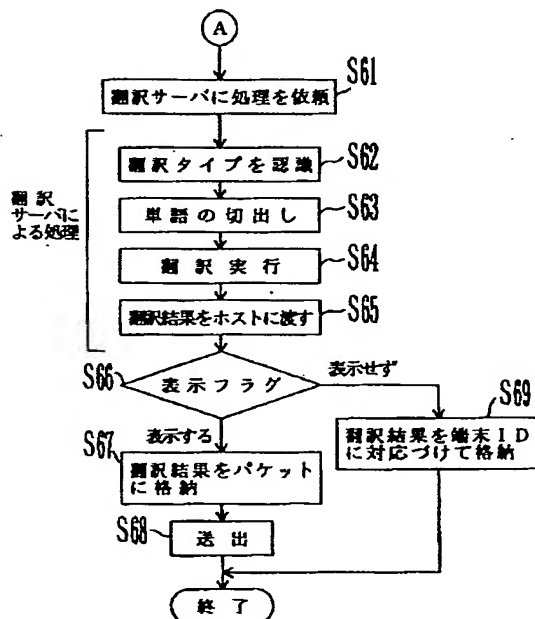 A
S61
翻訳サーバに処理を依頼
S62
翻訳タイプを認識
翻訳
サーバに
よる処理
S63
単語の切出し
S64
翻訳実行
S65
翻訳結果をホストに渡す
S66
表示フラグ
表示せず
S69
翻訳結果を端末ID
に対応づけて格納
表示する
S67
翻訳結果をパケット
に格納
S68
送出
終了